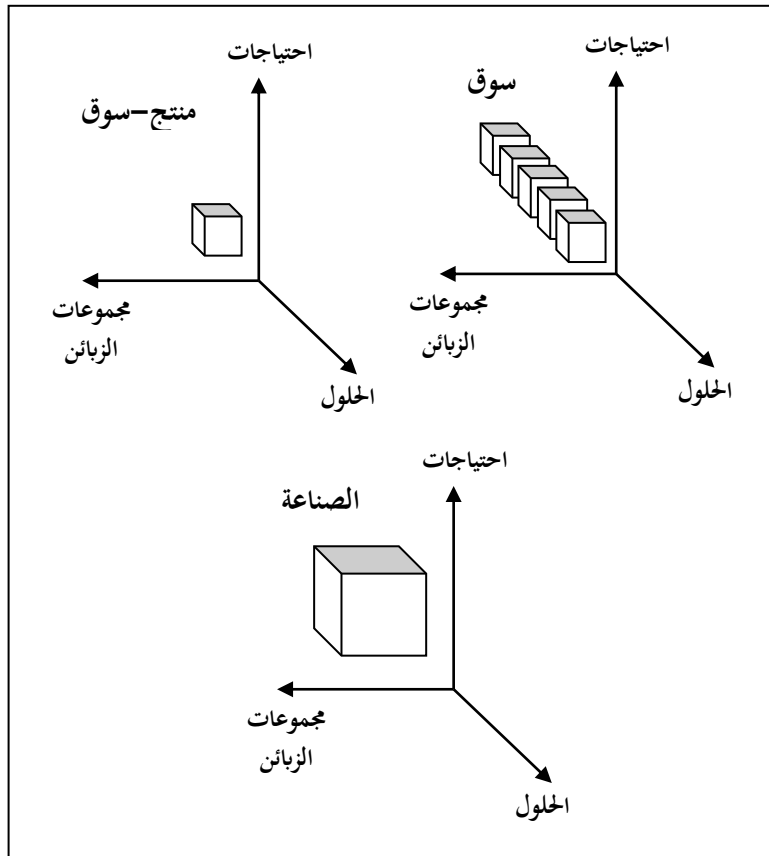 احتياجات
سوق
مجموعات
الزبائن
الحلول
احتياجات
منتج-سوق
مجموعات
الزبائن
الحلول
احتياجات
الصناعة
مجموعات
الزبائن
الحلول